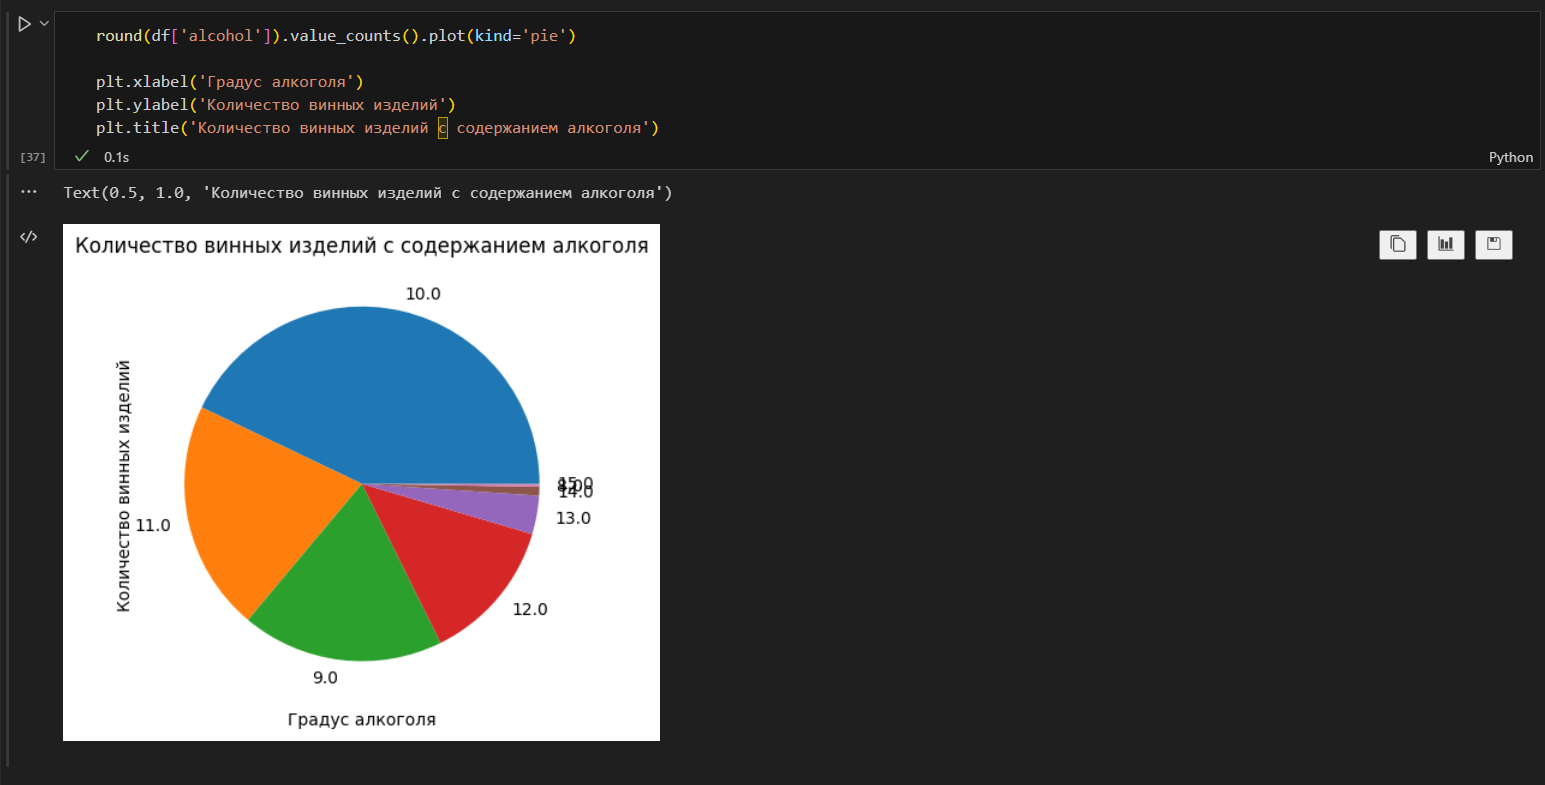 round(df['alcohol']).value_counts().plot(kind='pie')
plt.xlabel('Градус алкоголя')
plt.ylabel('Количество винных изделий')
plt.title('Количество винных изделий с содержанием алкоголя')
[37]
0.1s
Python
Text(0.5, 1.0, 'Количество винных изделий с содержанием алкоголя')
Количество винных изделий с содержанием алкоголя
10.0
Количество винных изделий
11.0
14.0
13.0
12.0
9.0
Градус алкоголя